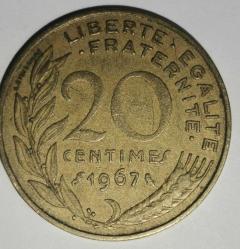 LIBERTE · EGALITE
· FRATERNITE ·
20
CENTIMES
1967